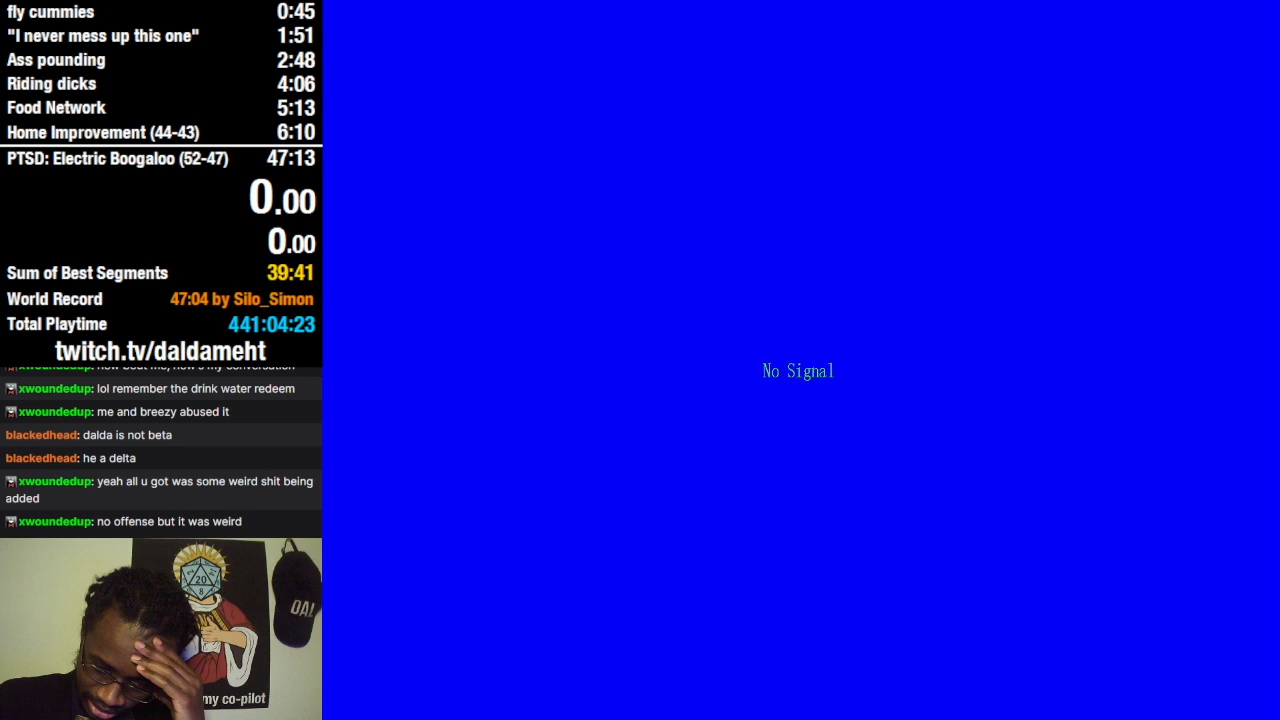 fly cummies 0:45
"I never mess up this one" 1:51
Ass pounding 2:48
Riding dicks 4:06
Food Network 5:13
Home Improvement (44-43) 6:10
PTSD: Electric Boogaloo (52-47) 47:13
0.00
0.00
Sum of Best Segments 39:41
World Record 47:04 by Silo_Simon
Total Playtime 441:04:23
twitch.tv/daldameht
xwoundedup: lol remember the drink water redeem
xwoundedup: me and breezy abused it
blackedhead: dalda is not beta
blackedhead: he a delta
xwoundedup: yeah all u got was some weird shit being
added
xwoundedup: no offense but it was weird
No Signal
20
8
DAL
my co-pilot